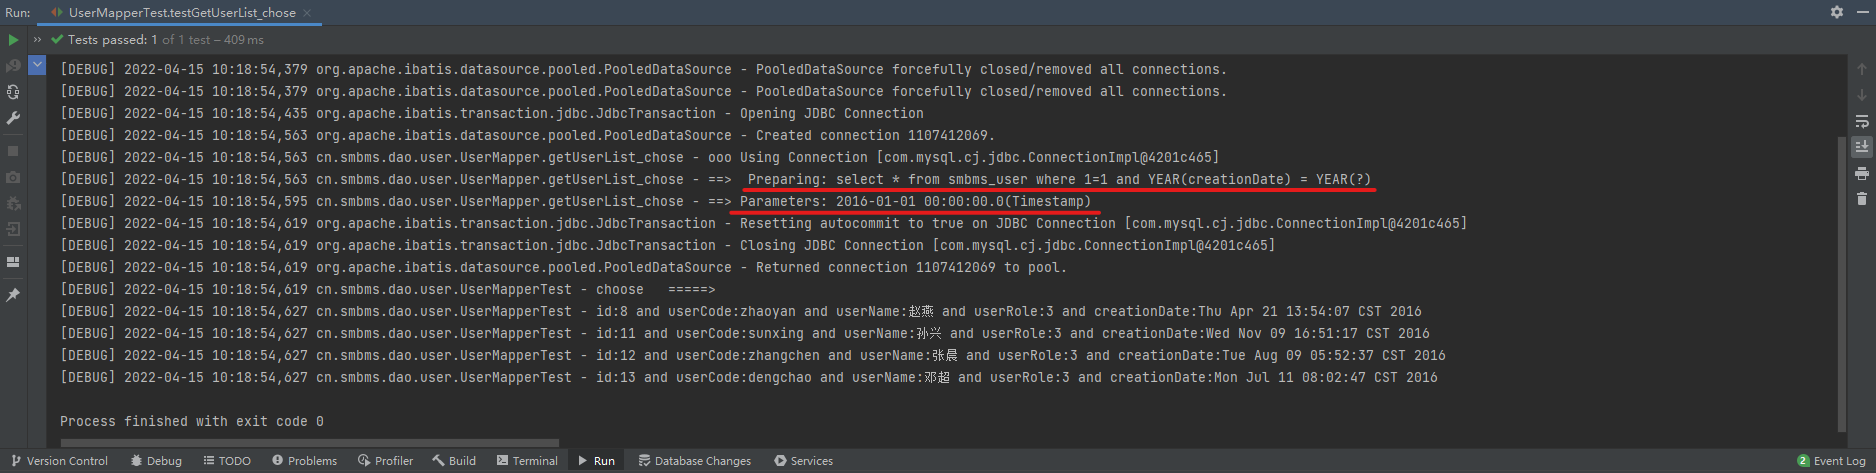 Run: UserMapperTest.testGetUserList_chose
Tests passed: 1 of 1 test – 409 ms
[DEBUG] 2022-04-15 10:18:54,379 org.apache.ibatis.datasource.pooled.PooledDataSource - PooledDataSource forcefully closed/removed all connections.
[DEBUG] 2022-04-15 10:18:54,379 org.apache.ibatis.datasource.pooled.PooledDataSource - PooledDataSource forcefully closed/removed all connections.
[DEBUG] 2022-04-15 10:18:54,435 org.apache.ibatis.transaction.jdbc.JdbcTransaction - Opening JDBC Connection
[DEBUG] 2022-04-15 10:18:54,563 org.apache.ibatis.datasource.pooled.PooledDataSource - Created connection 1107412069.
[DEBUG] 2022-04-15 10:18:54,563 cn.smbms.dao.user.UserMapper.getUserList_chose - ooo Using Connection [com.mysql.cj.jdbc.ConnectionImpl@4201c465]
[DEBUG] 2022-04-15 10:18:54,563 cn.smbms.dao.user.UserMapper.getUserList_chose - ==>  Preparing: select * from smbms_user where 1=1 and YEAR(creationDate) = YEAR(?)
[DEBUG] 2022-04-15 10:18:54,595 cn.smbms.dao.user.UserMapper.getUserList_chose - ==> Parameters: 2016-01-01 00:00:00.0(Timestamp)
[DEBUG] 2022-04-15 10:18:54,619 org.apache.ibatis.transaction.jdbc.JdbcTransaction - Resetting autocommit to true on JDBC Connection [com.mysql.cj.jdbc.ConnectionImpl@4201c465]
[DEBUG] 2022-04-15 10:18:54,619 org.apache.ibatis.transaction.jdbc.JdbcTransaction - Closing JDBC Connection [com.mysql.cj.jdbc.ConnectionImpl@4201c465]
[DEBUG] 2022-04-15 10:18:54,619 org.apache.ibatis.datasource.pooled.PooledDataSource - Returned connection 1107412069 to pool.
[DEBUG] 2022-04-15 10:18:54,619 cn.smbms.dao.user.UserMapperTest - choose   =====>
[DEBUG] 2022-04-15 10:18:54,627 cn.smbms.dao.user.UserMapperTest - id:8 and userCode:zhaoyan and userName:赵燕 and userRole:3 and creationDate:Thu Apr 21 13:54:07 CST 2016
[DEBUG] 2022-04-15 10:18:54,627 cn.smbms.dao.user.UserMapperTest - id:11 and userCode:sunxing and userName:孙兴 and userRole:3 and creationDate:Wed Nov 09 16:51:17 CST 2016
[DEBUG] 2022-04-15 10:18:54,627 cn.smbms.dao.user.UserMapperTest - id:12 and userCode:zhangchen and userName:张晨 and userRole:3 and creationDate:Tue Aug 09 05:52:37 CST 2016
[DEBUG] 2022-04-15 10:18:54,627 cn.smbms.dao.user.UserMapperTest - id:13 and userCode:dengchao and userName:邓超 and userRole:3 and creationDate:Mon Jul 11 08:02:47 CST 2016
Process finished with exit code 0
Version Control Debug TODO Problems Profiler Build Terminal Run Database Changes Services 2 Event Log